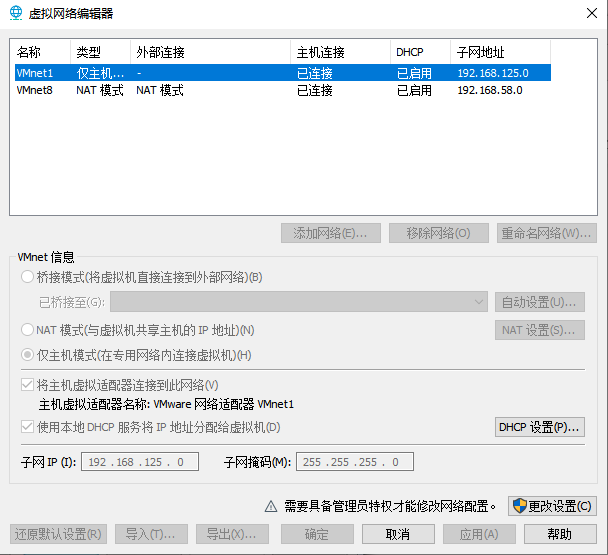 虚拟网络编辑器
名称 类型 外部连接 主机连接 DHCP 子网地址
VMnet1 仅主机... - 已连接 已启用 192.168.125.0
VMnet8 NAT 模式 NAT 模式 已连接 已启用 192.168.58.0
添加网络(E)... 移除网络(O) 重命名网络(W)...
VMnet 信息
桥接模式(将虚拟机直接连接到外部网络)(B)
已桥接至(G): 自动设置(U)...
NAT 模式(与虚拟机共享主机的 IP 地址)(N) NAT 设置(S)...
仅主机模式(在专用网络内连接虚拟机)(H)
将主机虚拟适配器连接到此网络(V)
主机虚拟适配器名称: VMware 网络适配器 VMnet1
使用本地 DHCP 服务将 IP 地址分配给虚拟机(D) DHCP 设置(P)...
子网 IP (I): 192 . 168 . 125 . 0 子网掩码(M): 255 . 255 . 255 . 0
需要具备管理员特权才能修改网络配置。 更改设置(C)
还原默认设置(R) 导入(T)... 导出(X)... 确定 取消 应用(A) 帮助